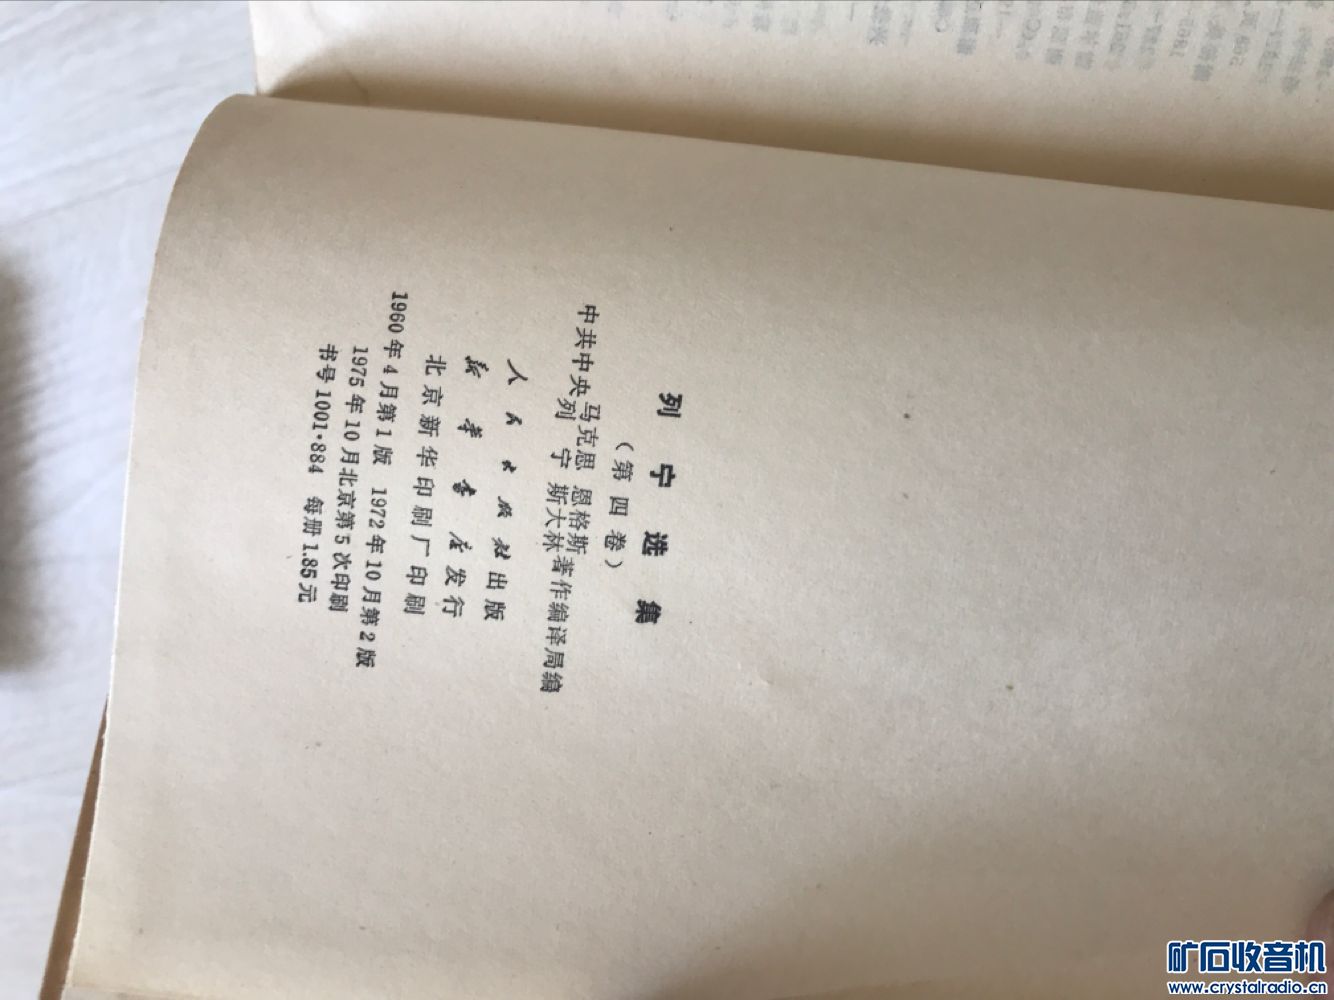 列宁选集
（第四卷）
中共中央马克思 恩格斯著作编译局编
列 宁 斯大林
人民出版社出版
新华书店发行
北京新华印刷厂印刷
1960年4月第1版 1972年10月第2版
1975年10月北京第5次印刷
书号1001·884 每册1.85元
矿石收音机
www.crystalradio.cn